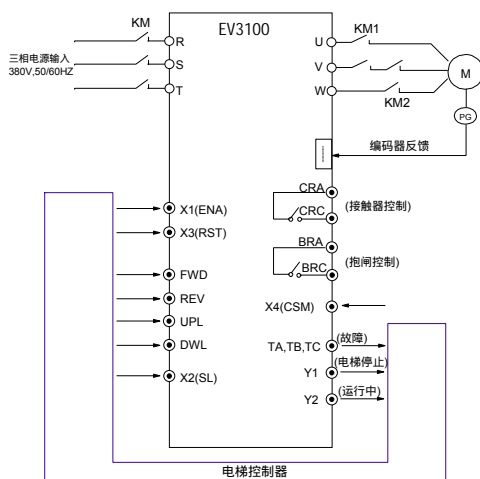 EV3100
KM
R
三相电源输入
380V,50/60HZ
S
T
U
KM1
V
W
KM2
M
PG
编码器反馈
CRA
CRC
(接触器控制)
BRA
BRC
(抱闸控制)
X1(ENA)
X3(RST)
FWD
REV
UPL
DWL
X2(SL)
X4(CSM)
TA,TB,TC
(故障)
(电梯停止)
Y1
(运行中)
Y2
电梯控制器